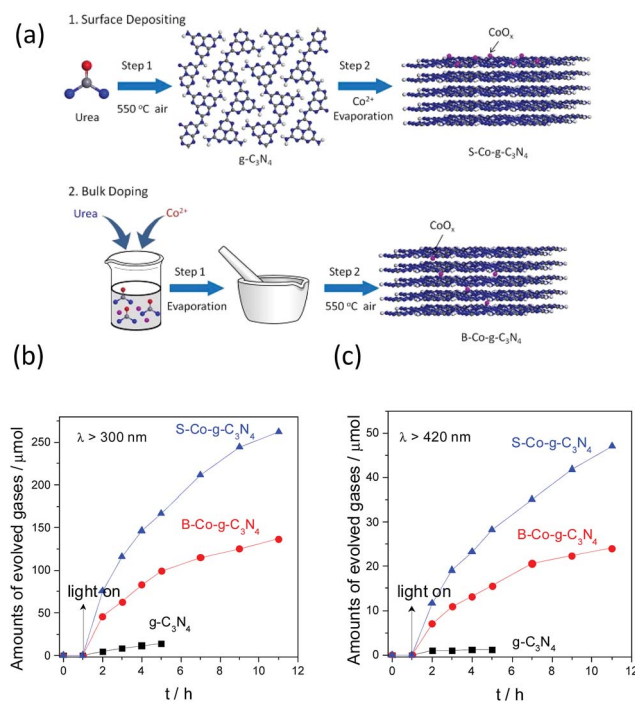 (a)
1. Surface Depositing
Urea
Step 1
550 °C air
g-C₃N₄
Step 2
Co²⁺
Evaporation
CoOₓ
S-Co-g-C₃N₄
2. Bulk Doping
Urea
Co²⁺
Step 1
Evaporation
Step 2
550 °C air
CoOₓ
B-Co-g-C₃N₄
(b)
Amounts of evolved gases / μmol
250
200
150
100
50
0
λ > 300 nm
S-Co-g-C₃N₄
B-Co-g-C₃N₄
light on
g-C₃N₄
0 2 4 6 8 10 12
t / h
(c)
Amounts of evolved gases / μmol
50
40
30
20
10
0
λ > 420 nm
S-Co-g-C₃N₄
B-Co-g-C₃N₄
light on
g-C₃N₄
0 2 4 6 8 10 12
t / h